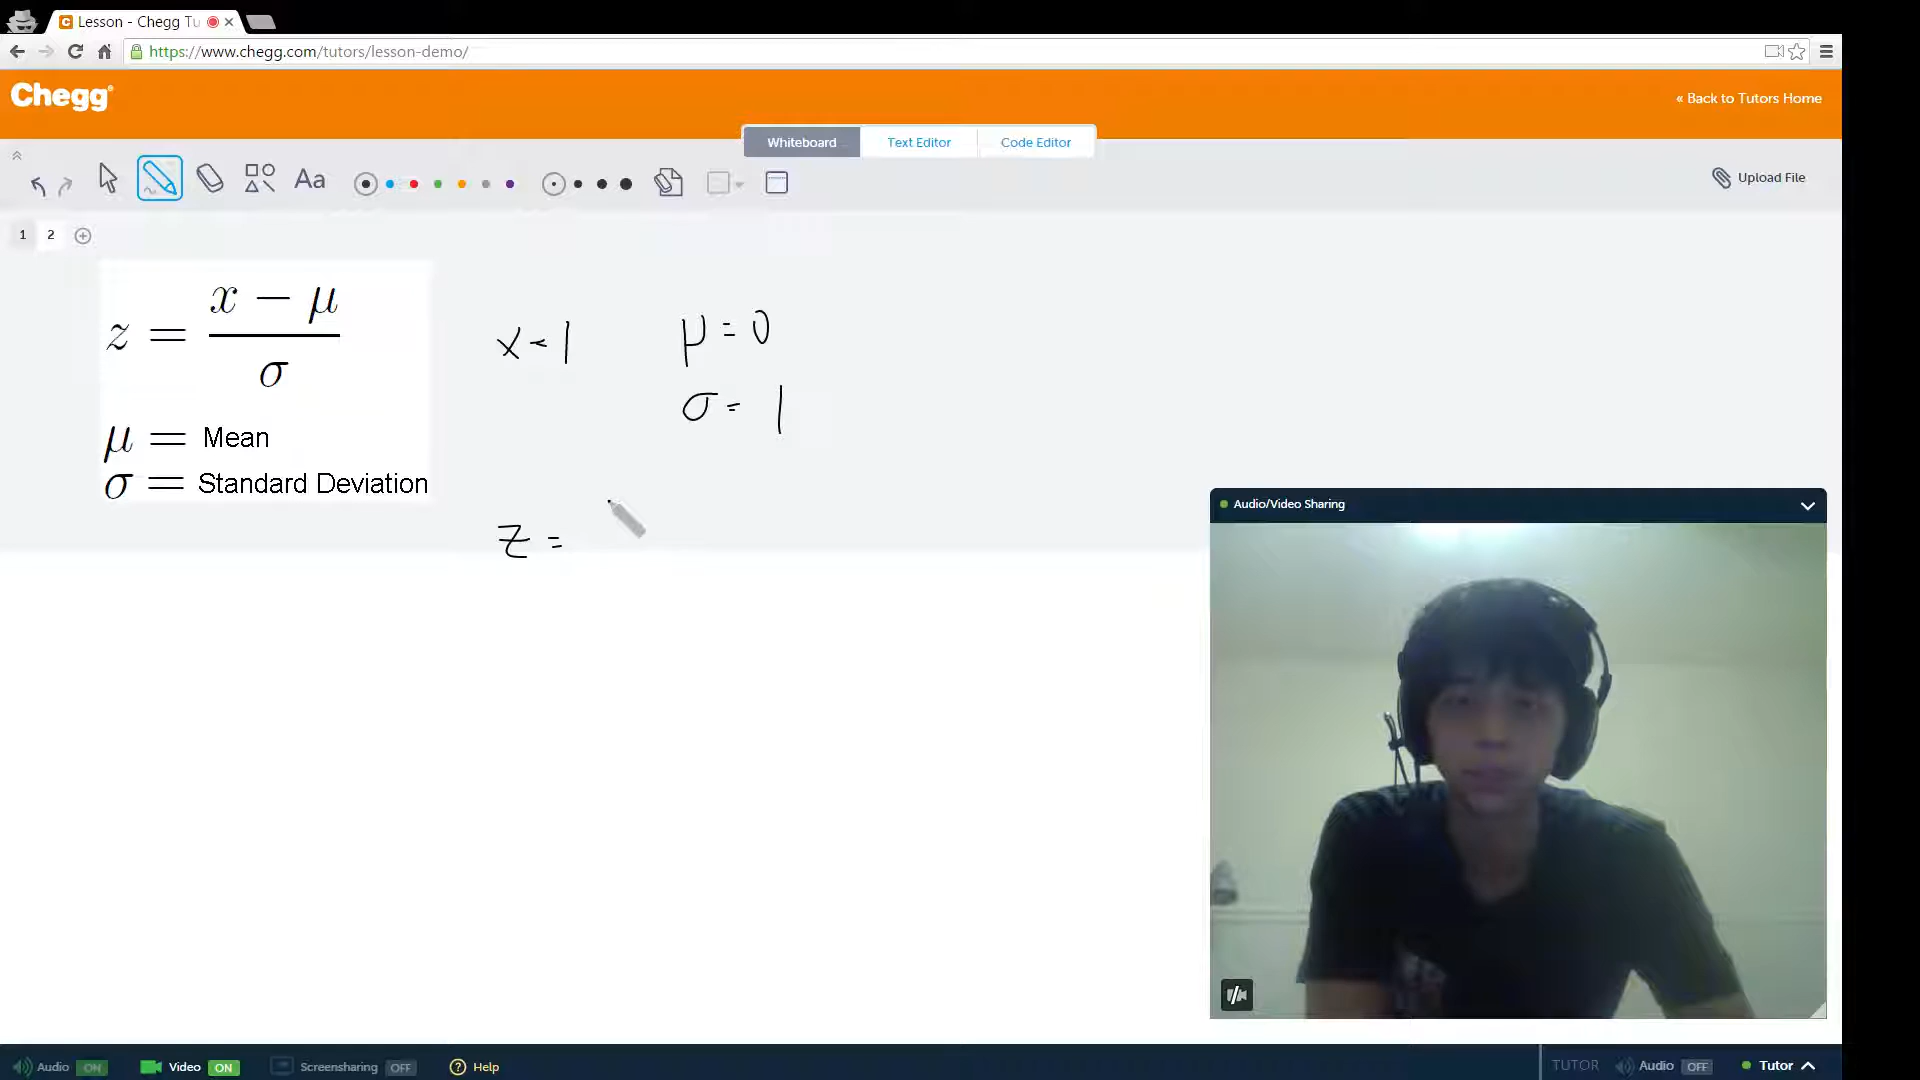 Lesson - Chegg Tu
https://www.chegg.com/tutors/lesson-demo/
Chegg
« Back to Tutors Home
Whiteboard
Text Editor
Code Editor
Aa
Upload File
1 2
z = x − μ / σ
μ = Mean
σ = Standard Deviation
x = 1
μ = 0
σ = 1
z =
Audio/Video Sharing
Audio ON
Video ON
Screensharing OFF
? Help
TUTOR
Audio OFF
Tutor